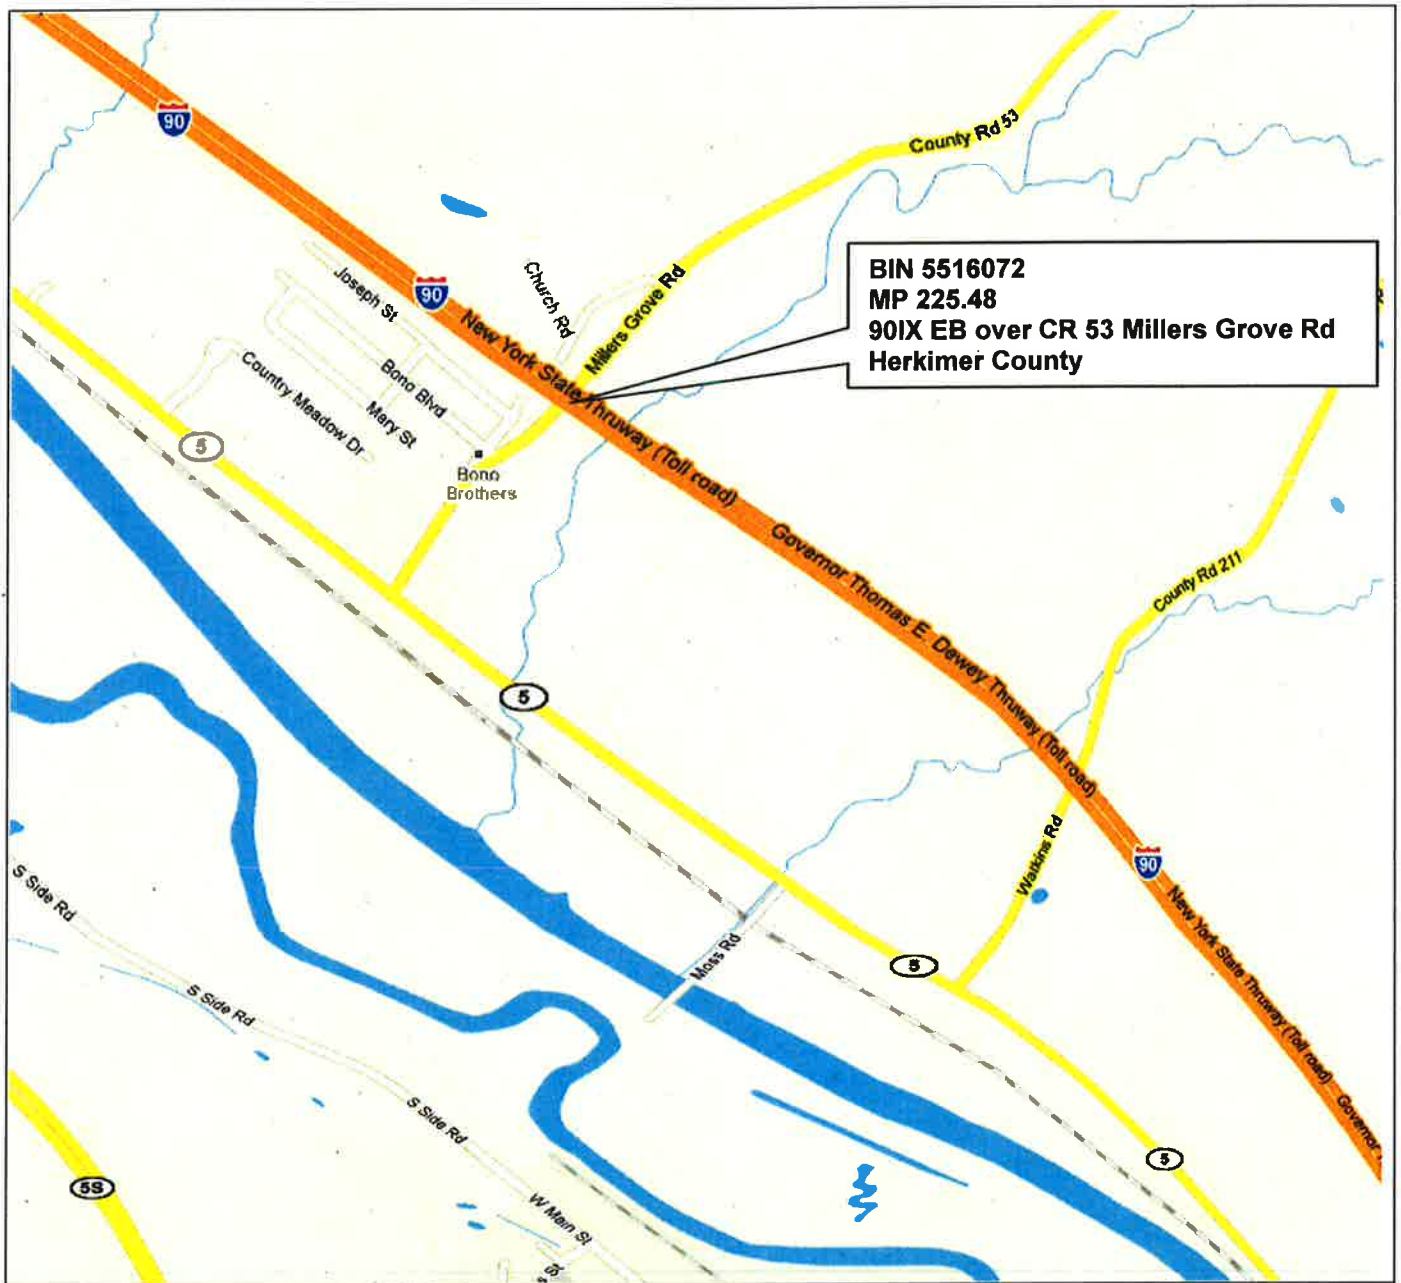 90
County Rd 53
BIN 5516072
MP 225.48
90IX EB over CR 53 Millers Grove Rd
Herkimer County
Church Rd
Joseph St
90
Millers Grove Rd
New York State Thruway (Toll road)
Bono Blvd
Country Meadow Dr
Mary St
5
Bono
Brothers
Governor Thomas E. Dewey Thruway (Toll road)
County Rd 211
5
Watkins Rd
90
S Side Rd
New York State Thruway (Toll road)
Moss Rd
5
S Side Rd
Governor
S Side Rd
5
5S
W Main St